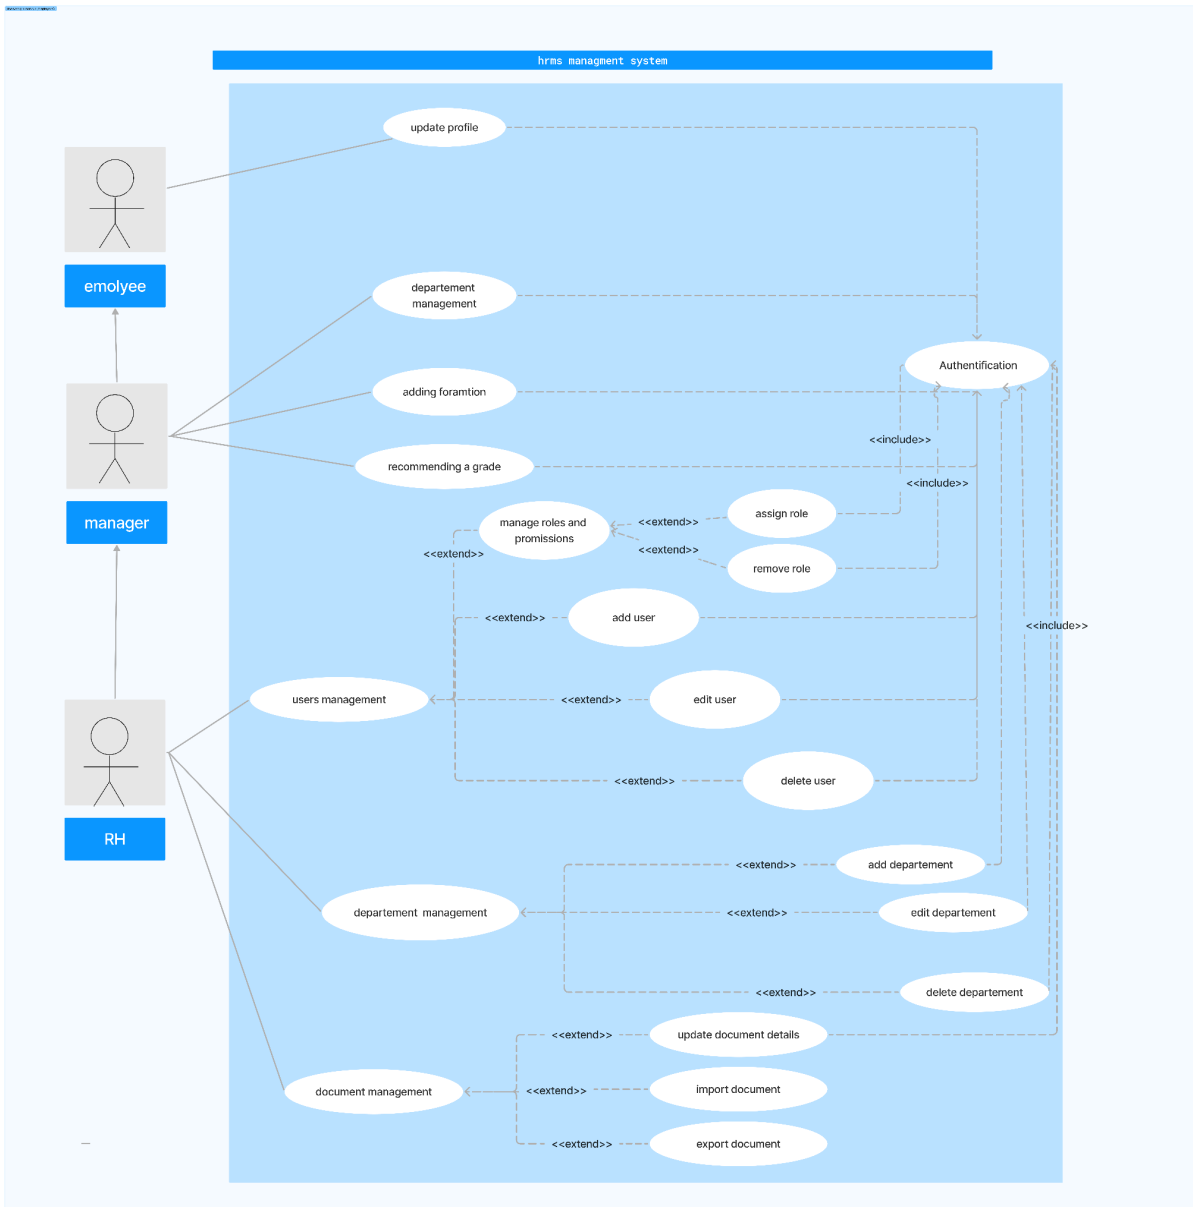 hrms managment system
update profile
emolyee
departement
management
Authentification
adding foramtion
<<include>>
recommending a grade
<<include>>
manager
manage roles and
promissions
<<extend>>
assign role
<<extend>>
<<extend>>
remove role
<<extend>>
add user
<<include>>
users management
<<extend>>
edit user
<<extend>>
delete user
RH
<<extend>>
add departement
departement  management
<<extend>>
edit departement
<<extend>>
delete departement
<<extend>>
update document details
document management
<<extend>>
import document
<<extend>>
export document